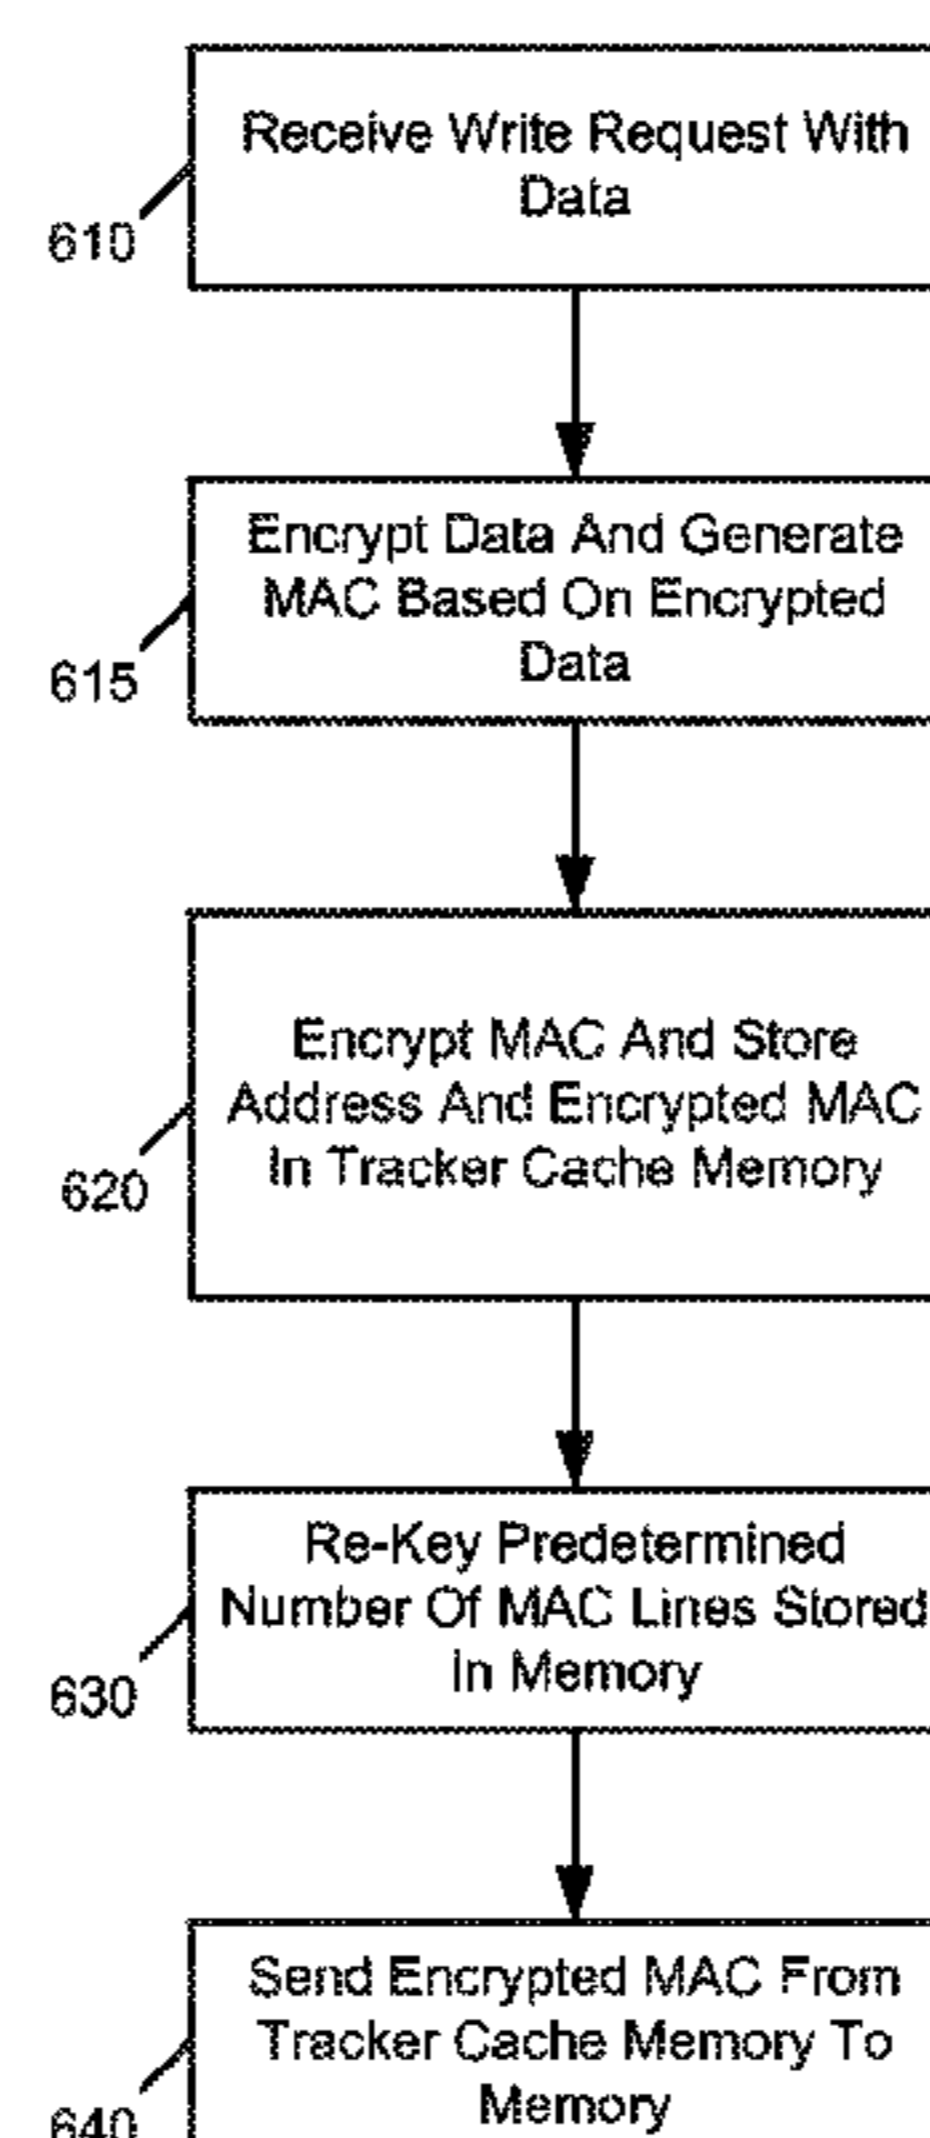 Receive Write Request With
Data
610
Encrypt Data And Generate
MAC Based On Encrypted
Data
615
Encrypt MAC And Store
Address And Encrypted MAC
In Tracker Cache Memory
620
Re-Key Predetermined
Number Of MAC Lines Stored
In Memory
630
Send Encrypted MAC From
Tracker Cache Memory To
Memory
640